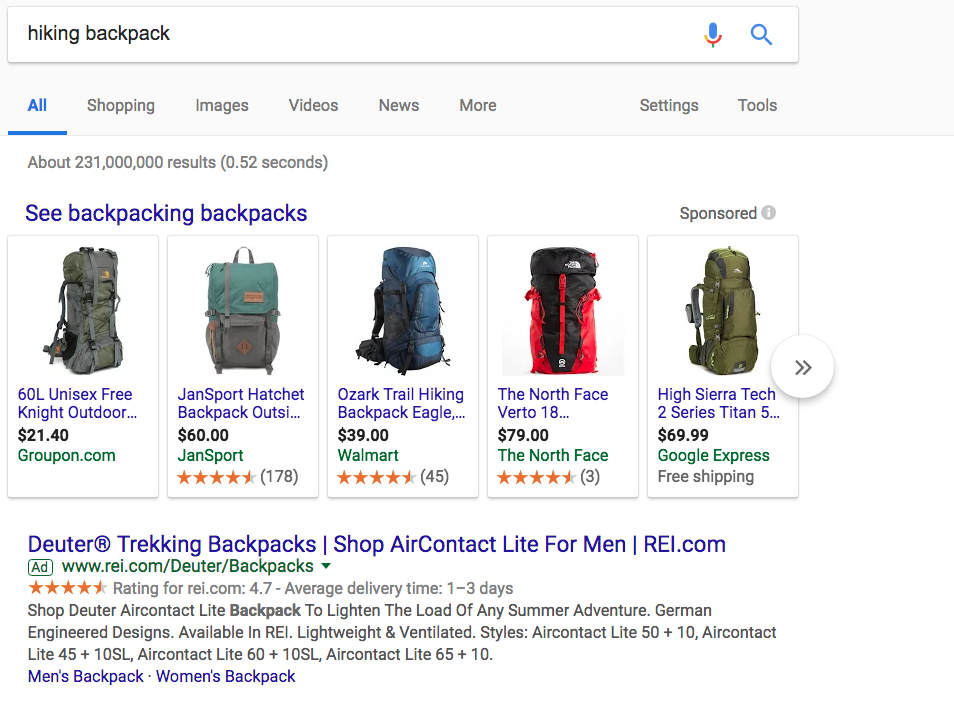 hiking backpack
All Shopping Images Videos News More Settings Tools
About 231,000,000 results (0.52 seconds)
See backpacking backpacks
Sponsored
60L Unisex Free
Knight Outdoor...
$21.40
Groupon.com
JanSport Hatchet
Backpack Outsi...
$60.00
JanSport
(178)
Ozark Trail Hiking
Backpack Eagle,...
$39.00
Walmart
(45)
The North Face
Verto 18...
$79.00
The North Face
(3)
High Sierra Tech
2 Series Titan 5...
$69.99
Google Express
Free shipping
Deuter® Trekking Backpacks | Shop AirContact Lite For Men | REI.com
Ad www.rei.com/Deuter/Backpacks
Rating for rei.com: 4.7 - Average delivery time: 1–3 days
Shop Deuter Aircontact Lite Backpack To Lighten The Load Of Any Summer Adventure. German
Engineered Designs. Available In REI. Lightweight & Ventilated. Styles: Aircontact Lite 50 + 10, Aircontact
Lite 45 + 10SL, Aircontact Lite 60 + 10SL, Aircontact Lite 65 + 10.
Men's Backpack · Women's Backpack